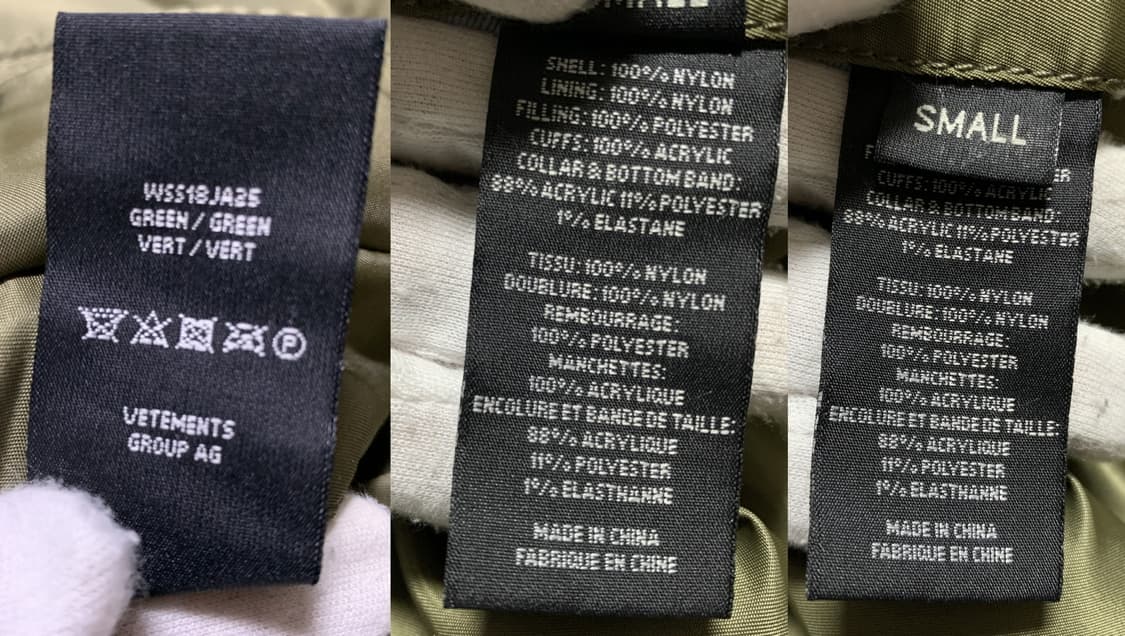 WSS18JA25
GREEN / GREEN
VERT / VERT
P
VETEMENTS
GROUP AG
SMALL
SHELL: 100% NYLON
LINING: 100% NYLON
FILLING: 100% POLYESTER
CUFFS: 100% ACRYLIC
COLLAR & BOTTOM BAND:
88% ACRYLIC 11% POLYESTER
1% ELASTANE
TISSU: 100% NYLON
DOUBLURE: 100% NYLON
REMBOURRAGE:
100% POLYESTER
MANCHETTES:
100% ACRYLIQUE
ENCOLURE ET BANDE DE TAILLE:
88% ACRYLIQUE
11% POLYESTER
1% ELASTHANNE
MADE IN CHINA
FABRIQUE EN CHINE
SMALL
CUFFS: 100% ACRYLIC
COLLAR & BOTTOM BAND:
88% ACRYLIC 11% POLYESTER
1% ELASTANE
TISSU: 100% NYLON
DOUBLURE: 100% NYLON
REMBOURRAGE:
100% POLYESTER
MANCHETTES:
100% ACRYLIQUE
ENCOLURE ET BANDE DE TAILLE:
88% ACRYLIQUE
11% POLYESTER
1% ELASTHANNE
MADE IN CHINA
FABRIQUE EN CHINE